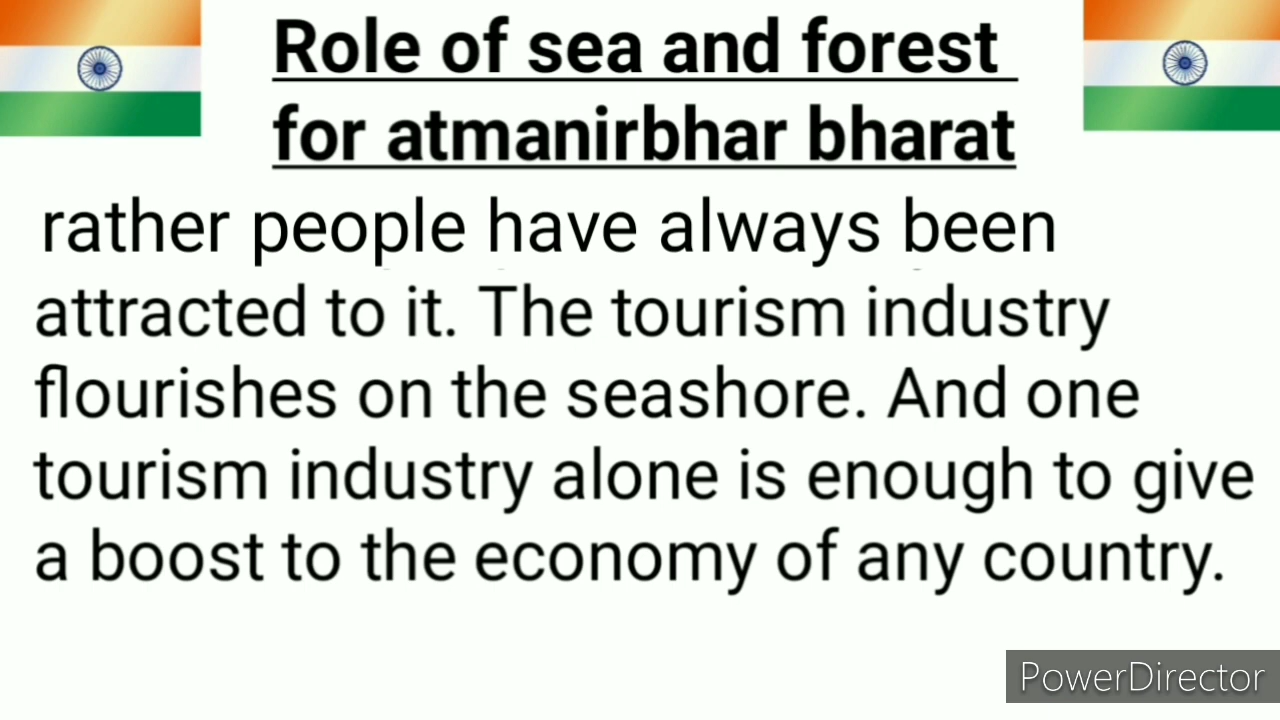 Role of sea and forest
for atmanirbhar bharat
rather people have always been
attracted to it. The tourism industry
flourishes on the seashore. And one
tourism industry alone is enough to give
a boost to the economy of any country.
PowerDirector